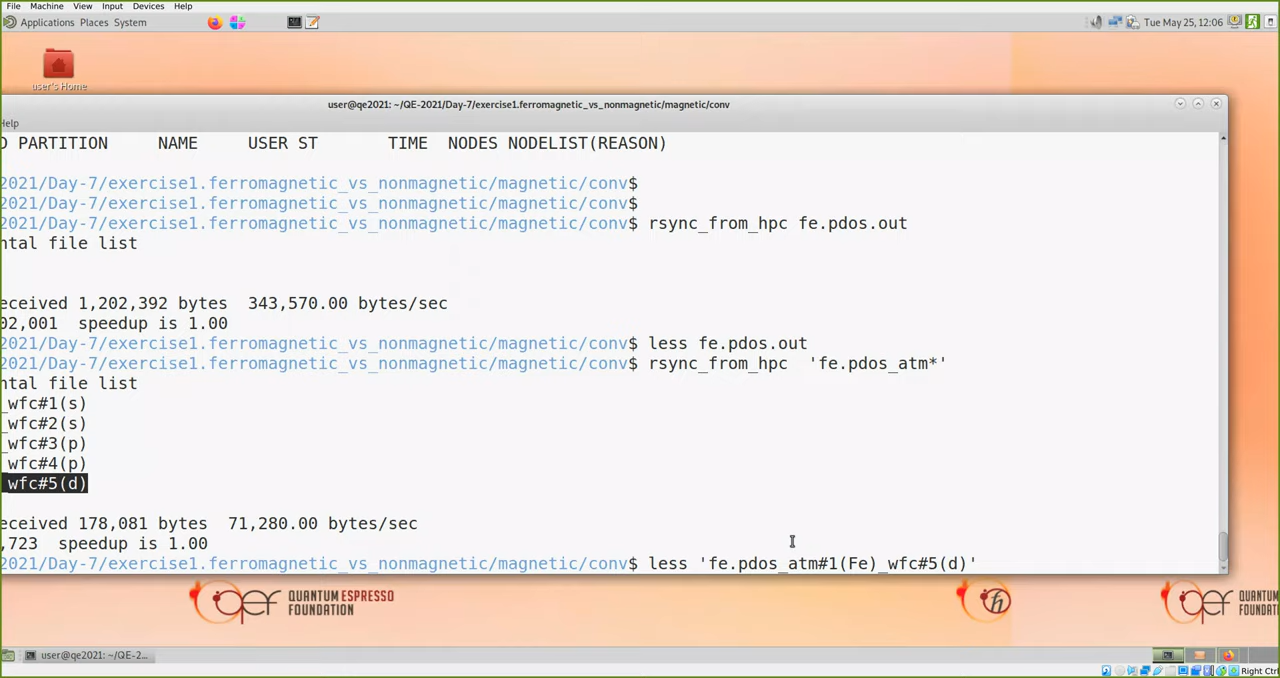 File Machine View Input Devices Help
Applications Places System Tue May 25, 12:06
user's Home
user@qe2021: ~/QE-2021/Day-7/exercise1.ferromagnetic_vs_nonmagnetic/magnetic/conv
Help
D PARTITION NAME USER ST TIME NODES NODELIST(REASON)
2021/Day-7/exercise1.ferromagnetic_vs_nonmagnetic/magnetic/conv$
2021/Day-7/exercise1.ferromagnetic_vs_nonmagnetic/magnetic/conv$
2021/Day-7/exercise1.ferromagnetic_vs_nonmagnetic/magnetic/conv$ rsync_from_hpc fe.pdos.out
ntal file list
eceived 1,202,392 bytes 343,570.00 bytes/sec
02,001 speedup is 1.00
2021/Day-7/exercise1.ferromagnetic_vs_nonmagnetic/magnetic/conv$ less fe.pdos.out
2021/Day-7/exercise1.ferromagnetic_vs_nonmagnetic/magnetic/conv$ rsync_from_hpc 'fe.pdos_atm*'
ntal file list
_wfc#1(s)
_wfc#2(s)
_wfc#3(p)
_wfc#4(p)
_wfc#5(d)
eceived 178,081 bytes 71,280.00 bytes/sec
,723 speedup is 1.00
2021/Day-7/exercise1.ferromagnetic_vs_nonmagnetic/magnetic/conv$ less 'fe.pdos_atm#1(Fe)_wfc#5(d)'
QUANTUM ESPRESSO QUANTUM
FOUNDATION FOUND
user@qe2021: ~/QE-2...
Right Ctrl